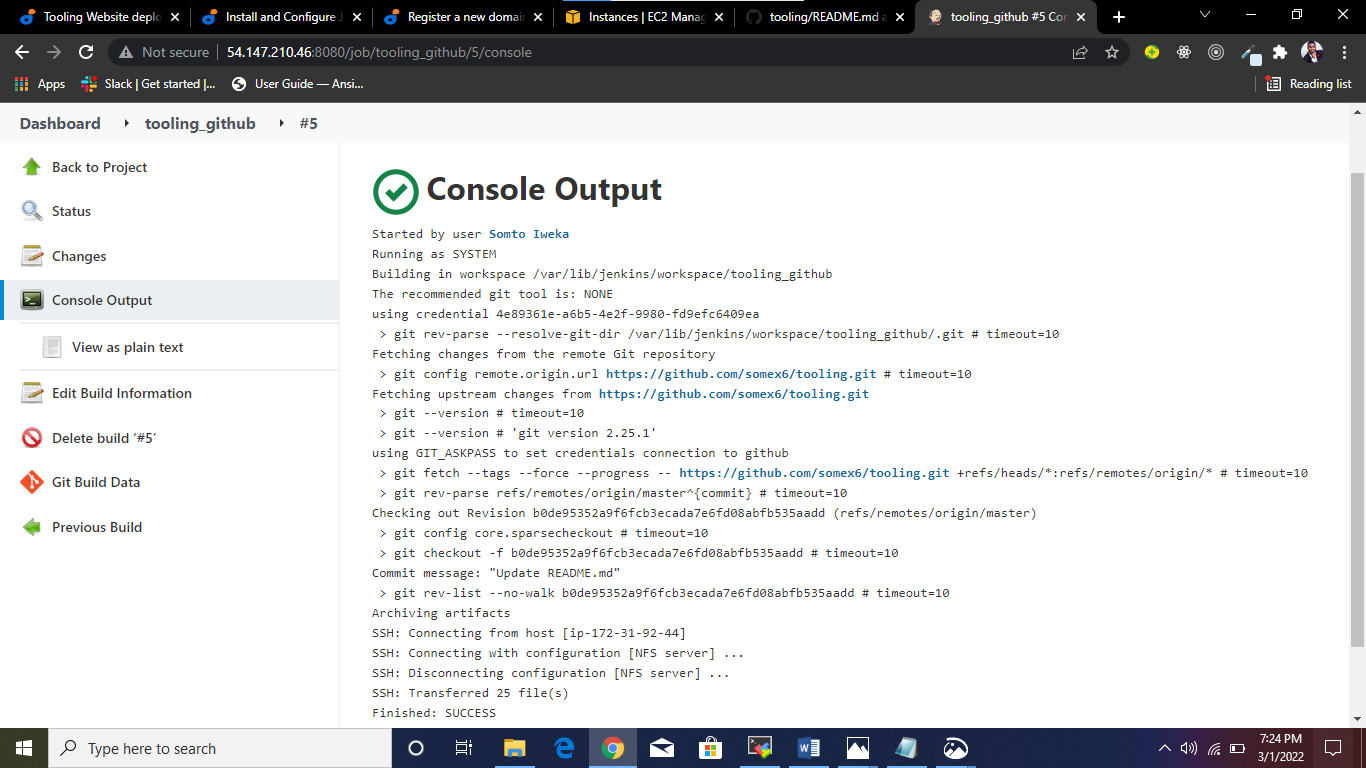 Tooling Website deplo
Install and Configure J
Register a new domai
Instances | EC2 Manag
tooling/README.md a
tooling_github #5 Con
Not secure
54.147.210.46:8080/job/tooling_github/5/console
Apps
Slack | Get started |...
User Guide — Ansi...
Reading list
Dashboard
tooling_github
#5
Back to Project
Status
Changes
Console Output
View as plain text
Edit Build Information
Delete build ‘#5’
Git Build Data
Previous Build
Console Output
Started by user Somto Iweka
Running as SYSTEM
Building in workspace /var/lib/jenkins/workspace/tooling_github
The recommended git tool is: NONE
using credential 4e89361e-a6b5-4e2f-9980-fd9efc6409ea
> git rev-parse --resolve-git-dir /var/lib/jenkins/workspace/tooling_github/.git # timeout=10
Fetching changes from the remote Git repository
> git config remote.origin.url https://github.com/somex6/tooling.git # timeout=10
Fetching upstream changes from https://github.com/somex6/tooling.git
> git --version # timeout=10
> git --version # 'git version 2.25.1'
using GIT_ASKPASS to set credentials connection to github
> git fetch --tags --force --progress -- https://github.com/somex6/tooling.git +refs/heads/*:refs/remotes/origin/* # timeout=10
> git rev-parse refs/remotes/origin/master^{commit} # timeout=10
Checking out Revision b0de95352a9f6fcb3ecada7e6fd08abfb535aadd (refs/remotes/origin/master)
> git config core.sparsecheckout # timeout=10
> git checkout -f b0de95352a9f6fcb3ecada7e6fd08abfb535aadd # timeout=10
Commit message: "Update README.md"
> git rev-list --no-walk b0de95352a9f6fcb3ecada7e6fd08abfb535aadd # timeout=10
Archiving artifacts
SSH: Connecting from host [ip-172-31-92-44]
SSH: Connecting with configuration [NFS server] ...
SSH: Disconnecting configuration [NFS server] ...
SSH: Transferred 25 file(s)
Finished: SUCCESS
Type here to search
7:24 PM
3/1/2022